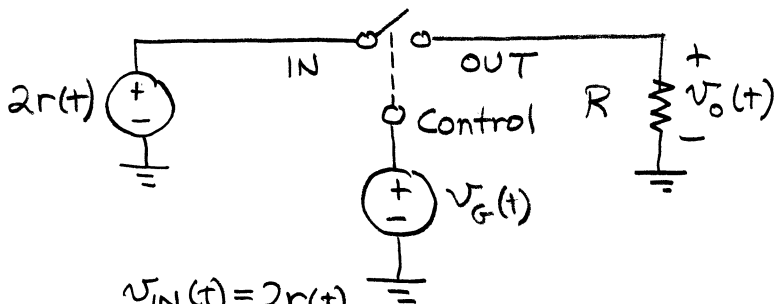 IN
OUT
2r(t)
+
-
R
+
v₀(t)
-
Control
+
-
v_G(t)
v_IN(t) = 2r(t)